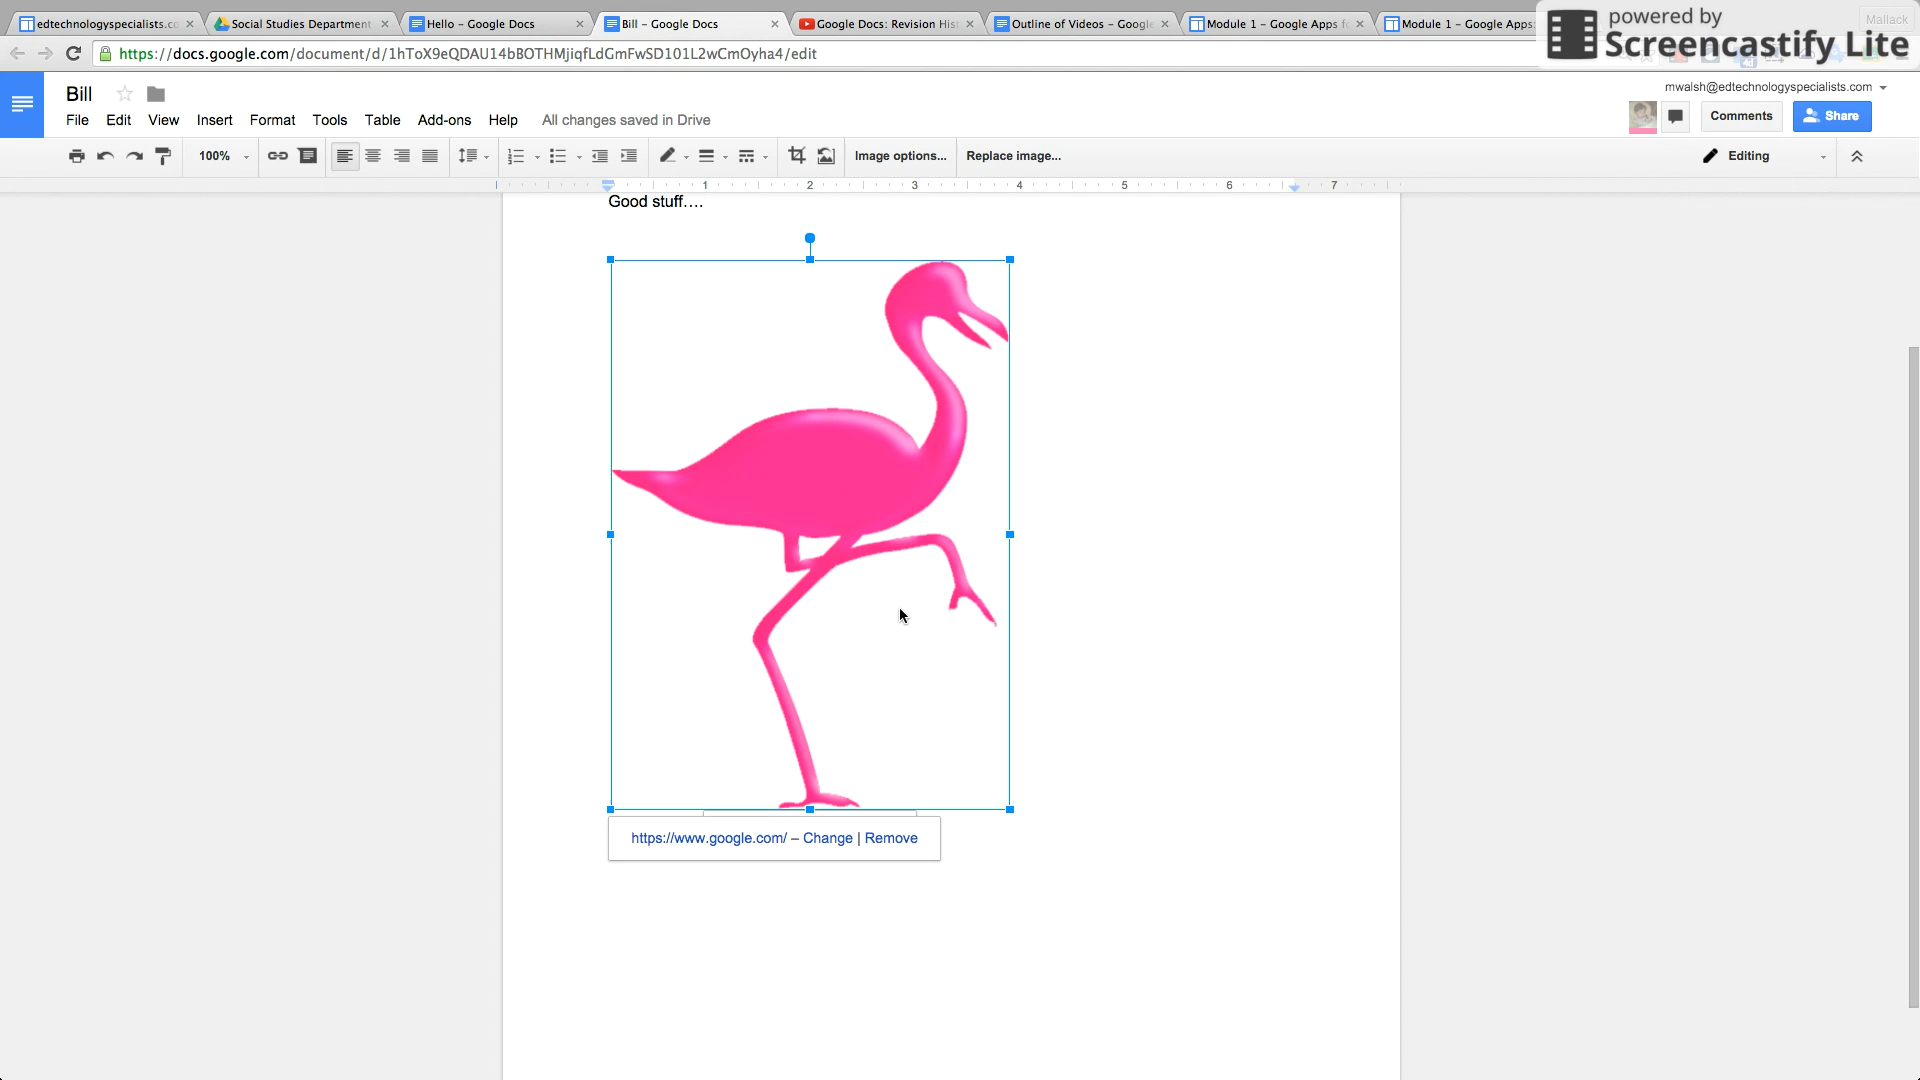 edtechnologyspecialists.co
Social Studies Department
Hello – Google Docs
Bill – Google Docs
Google Docs: Revision His
Outline of Videos – Google
Module 1 – Google Apps f
Module 1 – Google Apps
powered by
Screencastify Lite
Mallack
https://docs.google.com/document/d/1hToX9eQDAU14bBOTHMjiqfLdGmFwSD101L2wCmOyha4/edit
Bill
mwalsh@edtechnologyspecialists.com
File Edit View Insert Format Tools Table Add-ons Help All changes saved in Drive
Comments
Share
100%
Image options...
Replace image...
Editing
1 2 3 4 5 6 7
Good stuff....
https://www.google.com/ – Change | Remove